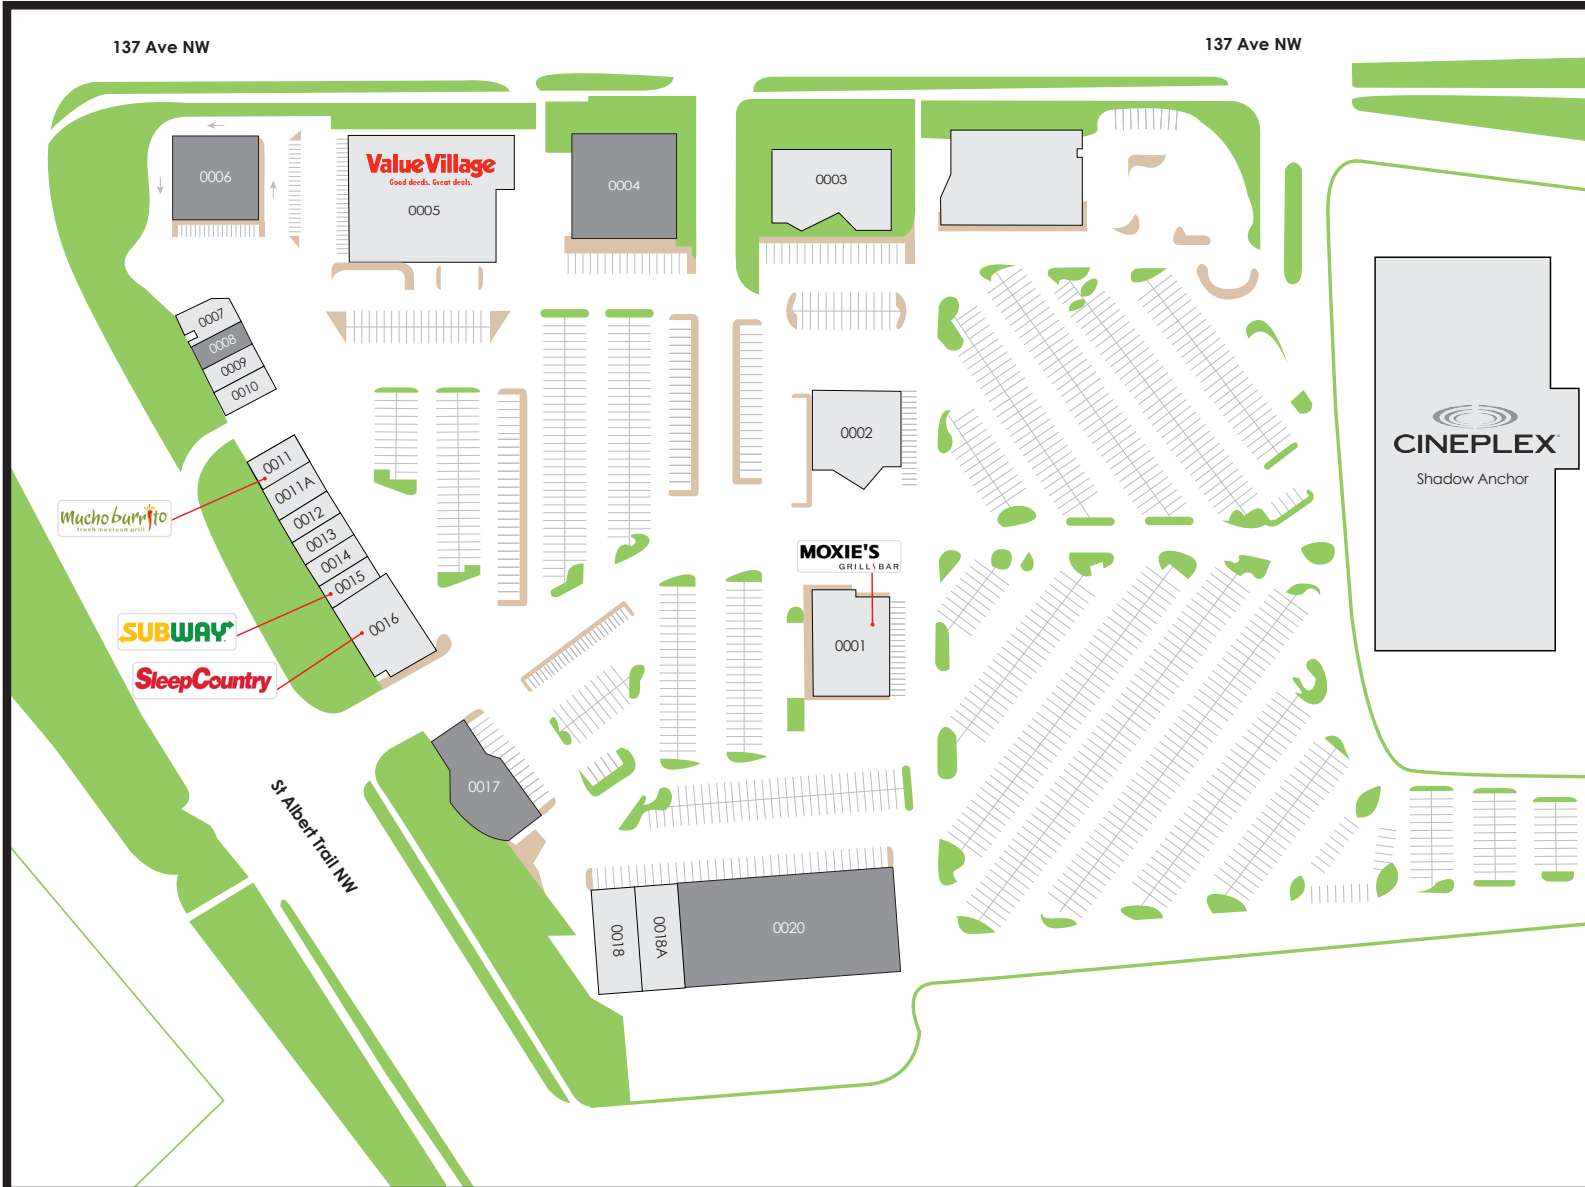 137 Ave NW
137 Ave NW
0006
ValueVillage
Good deeds. Great deals.
0005
0004
0003
0007
0008
0009
0010
0002
CINEPLEX
Shadow Anchor
0011
0011A
0012
0013
0014
0015
0016
Mucho burrito
fresh mexican grill
SUBWAY
SleepCountry
MOXIE'S
GRILL\BAR
0001
0017
St Albert Trail NW
0018
0018A
0020